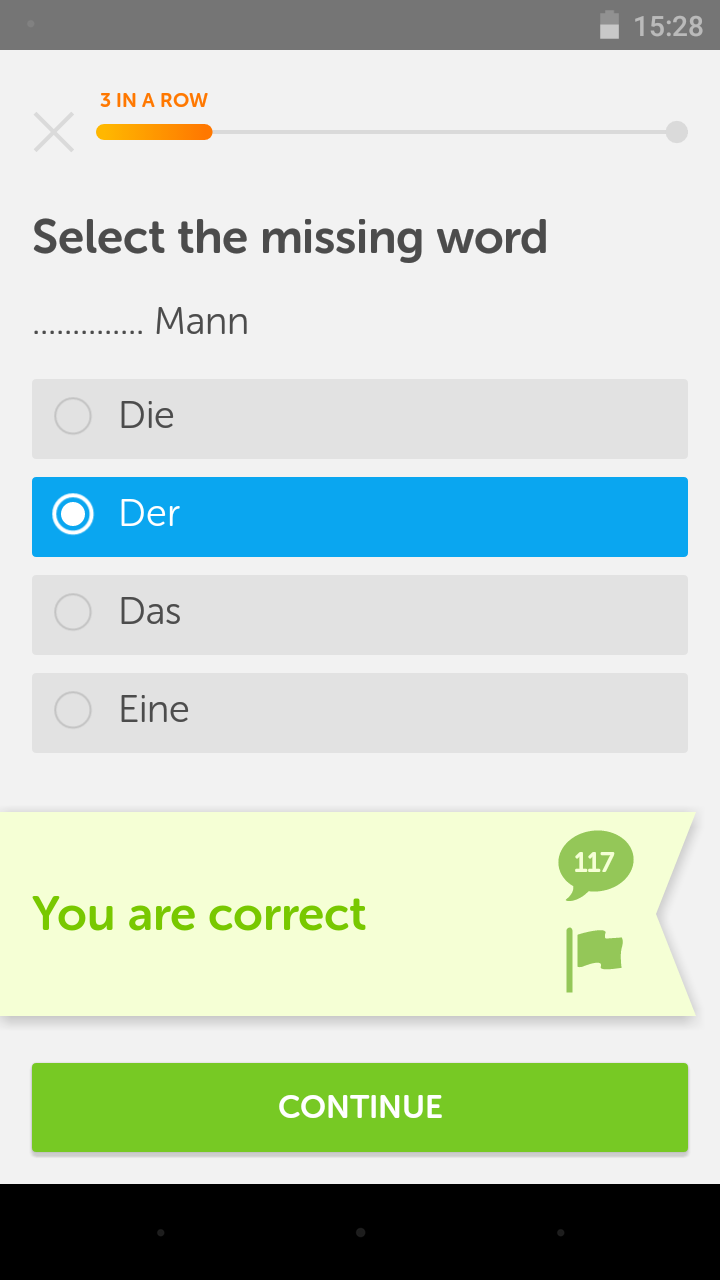 15:28
3 IN A ROW
Select the missing word
.............. Mann
Die
Der
Das
Eine
117
You are correct
CONTINUE